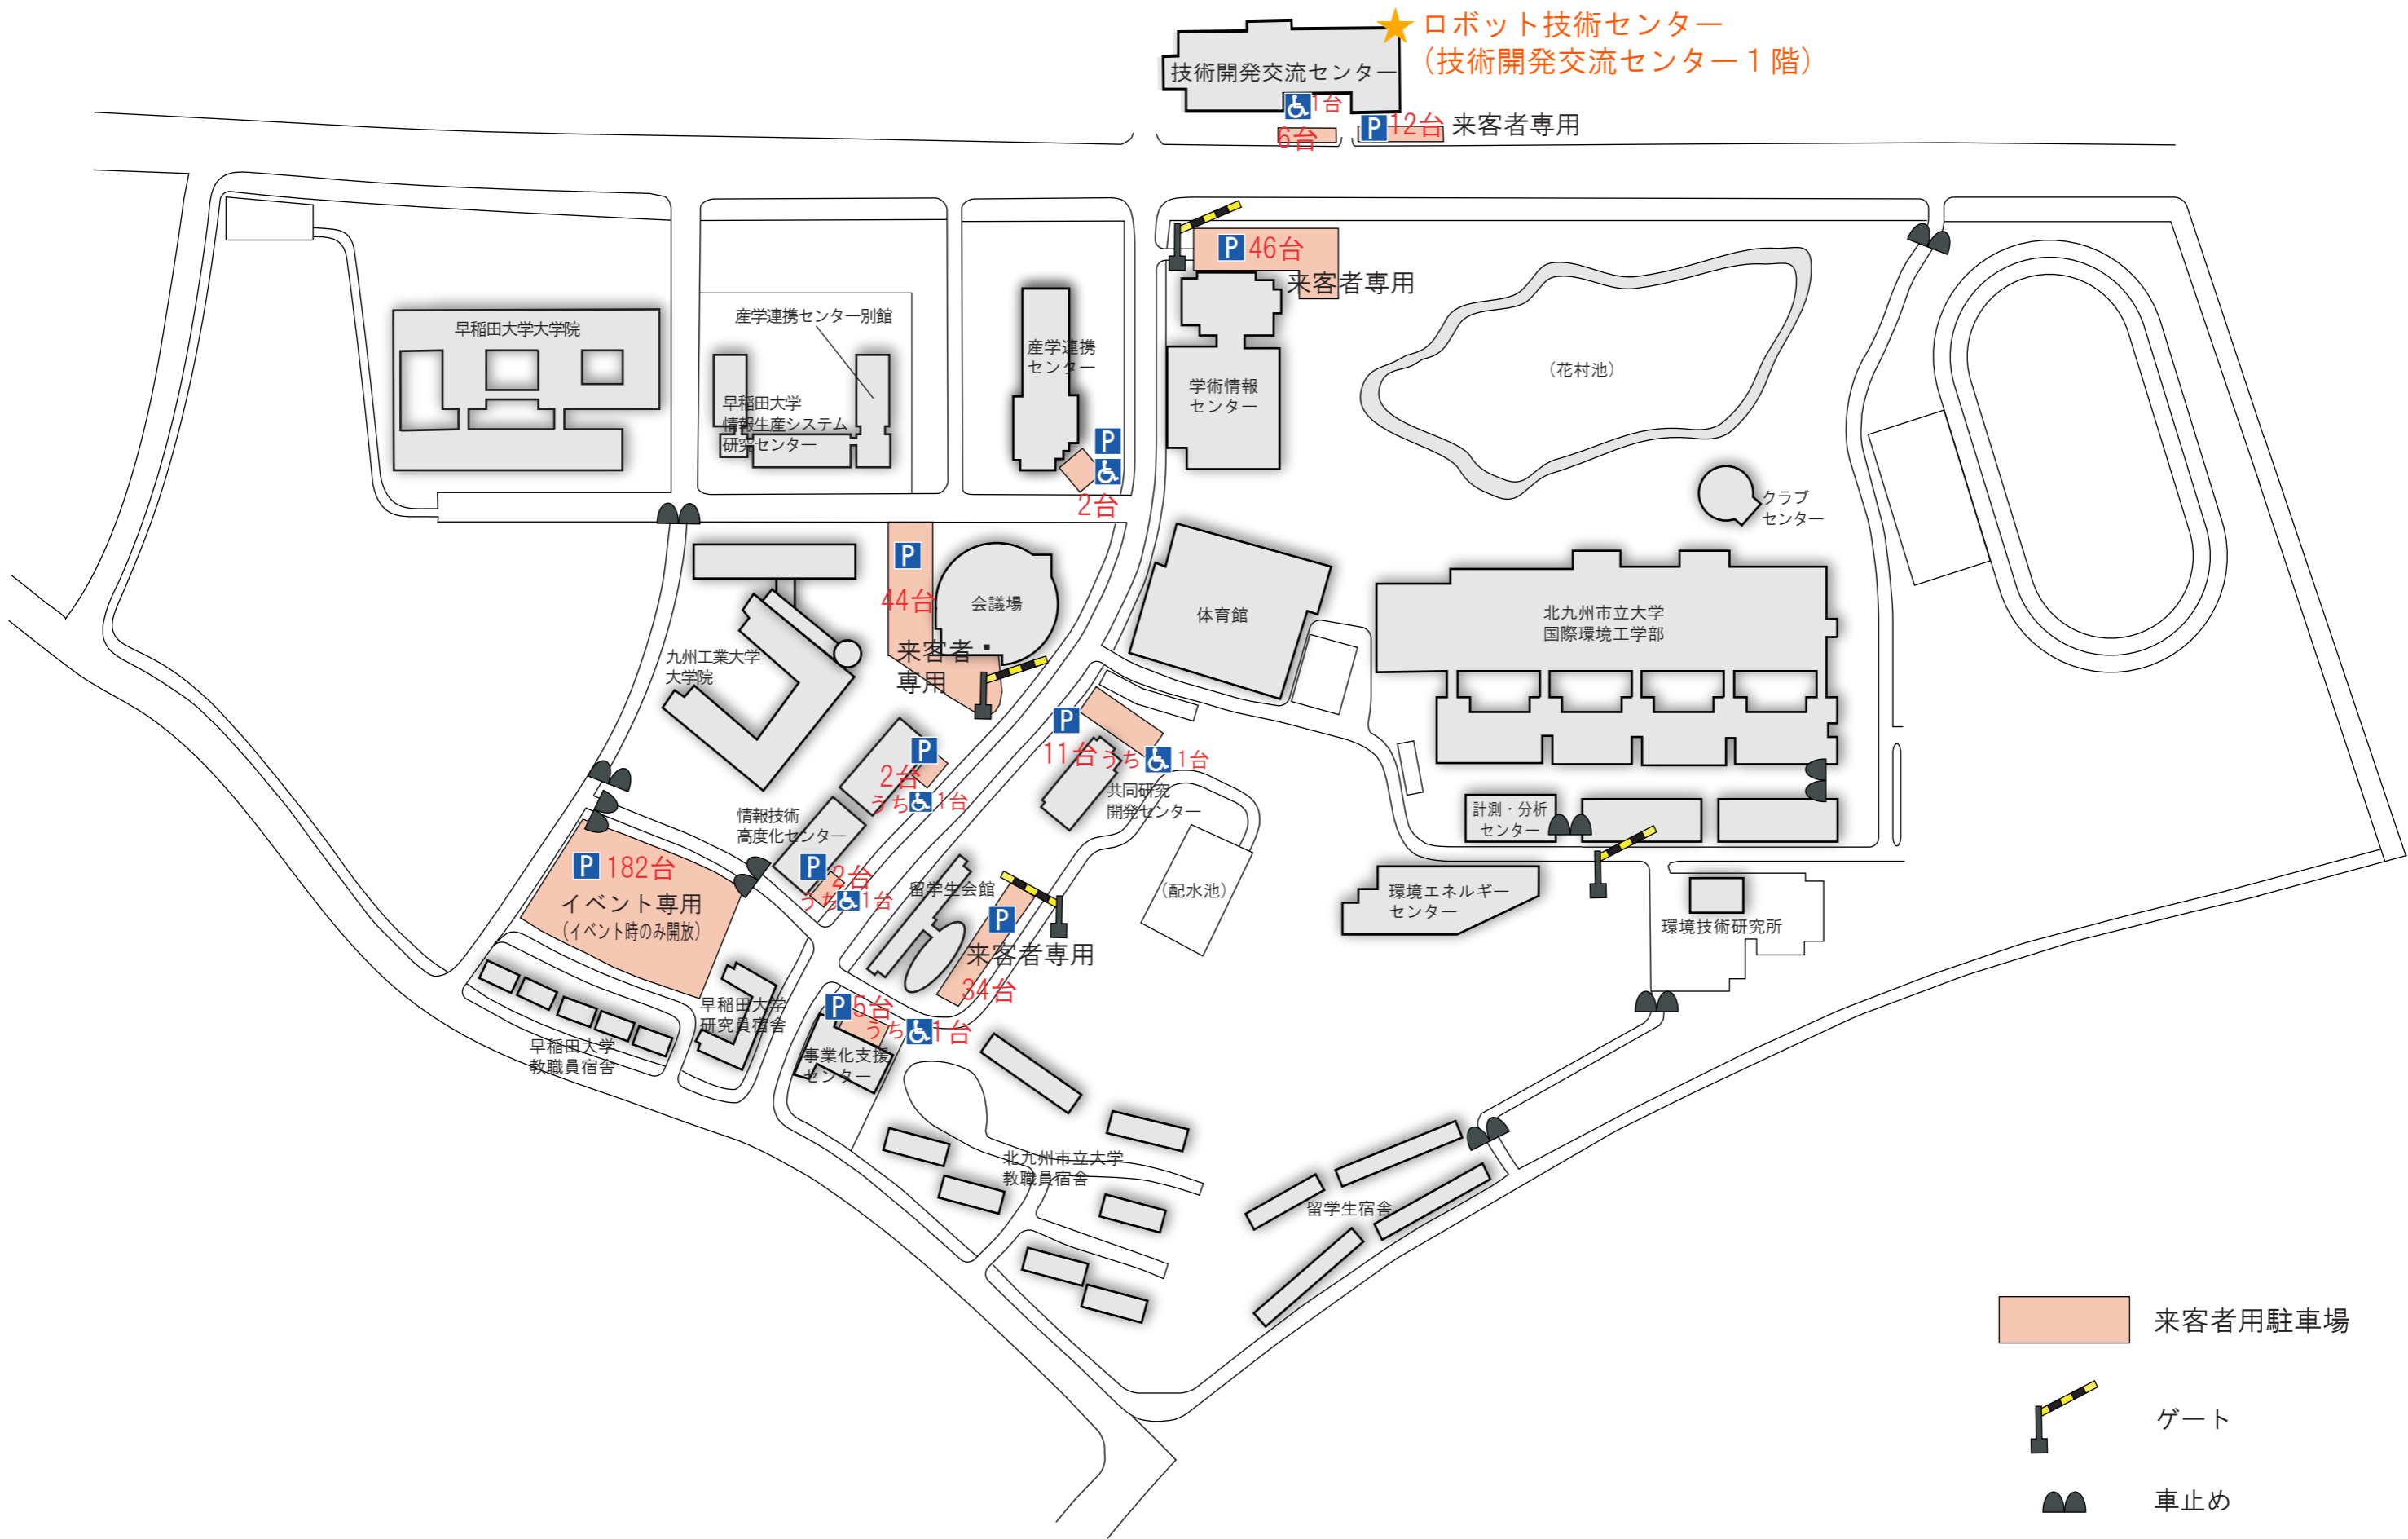 ロボット技術センター
(技術開発交流センター1階)
技術開発交流センター
1台
6台
P 12台 来客者専用
P 46台
来客者専用
早稲田大学大学院
産学連携センター別館
早稲田大学
情報生産システム
研究センター
産学連携
センター
P
2台
学術情報
センター
(花村池)
クラブ
センター
P
44台
会議場
来客者・
専用
体育館
北九州市立大学
国際環境工学部
九州工業大学
大学院
P
2台
うち 1台
P
11台 うち 1台
共同研究
開発センター
情報技術
高度化センター
P 2台
うち 1台
計測・分析
センター
P 182台
イベント専用
(イベント時のみ開放)
留学生会館
P
来客者専用
34台
(配水池)
環境エネルギー
センター
環境技術研究所
早稲田大学
研究員宿舎
早稲田大学
教職員宿舎
P 5台
うち 1台
事業化支援
センター
北九州市立大学
教職員宿舎
留学生宿舎
来客者用駐車場
ゲート
車止め